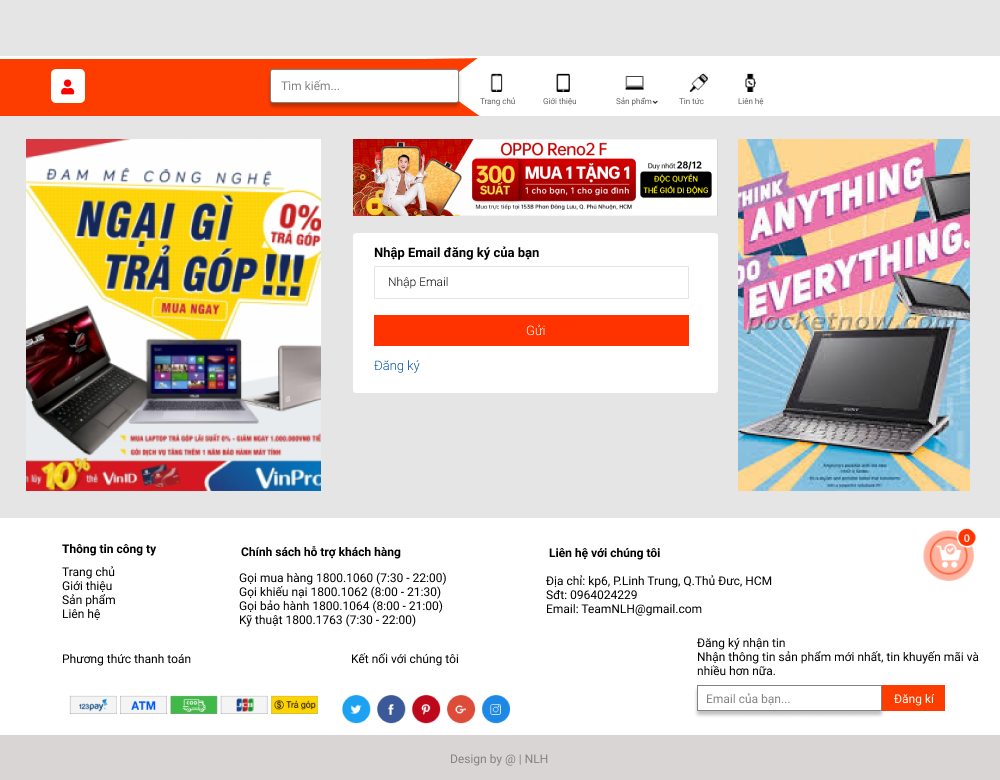 Tìm kiếm...
Trang chủ
Giới thiệu
Sản phẩm
Tin tức
Liên hệ
ĐAM MÊ CÔNG NGHỆ
NGẠI GÌ
TRẢ GÓP!!!
0%
TRẢ GÓP
MUA NGAY
ASUS
MUA LAPTOP TRẢ GÓP LÃI SUẤT 0% - GIẢM NGAY 1.000.000VNĐ TIỀ
GÓI DỊCH VỤ TẶNG THÊM 1 NĂM BẢO HÀNH MÁY TÍNH
10%
thẻ VinID
VinPro
OPPO Reno2 F
300
SUẤT
MUA 1 TẶNG 1
1 cho bạn, 1 cho gia đình
Duy nhất 28/12
ĐỘC QUYỀN
THẾ GIỚI DI ĐỘNG
Mua trực tiếp tại 153B Phan Đăng Lưu, Q. Phú Nhuận, HCM
Nhập Email đăng ký của bạn
Nhập Email
Gửi
Đăng ký
THINK
ANYTHING
DO
EVERYTHING.
pocketnow.com
SONY
Thông tin công ty
Trang chủ
Giới thiệu
Sản phẩm
Liên hệ
Chính sách hỗ trợ khách hàng
Gọi mua hàng 1800.1060 (7:30 - 22:00)
Gọi khiếu nại 1800.1062 (8:00 - 21:30)
Gọi bảo hành 1800.1064 (8:00 - 21:00)
Kỹ thuật 1800.1763 (7:30 - 22:00)
Liên hệ với chúng tôi
Địa chỉ: kp6, P.Linh Trung, Q.Thủ Đưc, HCM
Sđt: 0964024229
Email: TeamNLH@gmail.com
0
Phương thức thanh toán
123pay
ATM
COD
JCB
$ Trả góp
Kết nối với chúng tôi
Đăng ký nhận tin
Nhận thông tin sản phẩm mới nhất, tin khuyến mãi và
nhiều hơn nữa.
Email của bạn...
Đăng kí
Design by @ | NLH